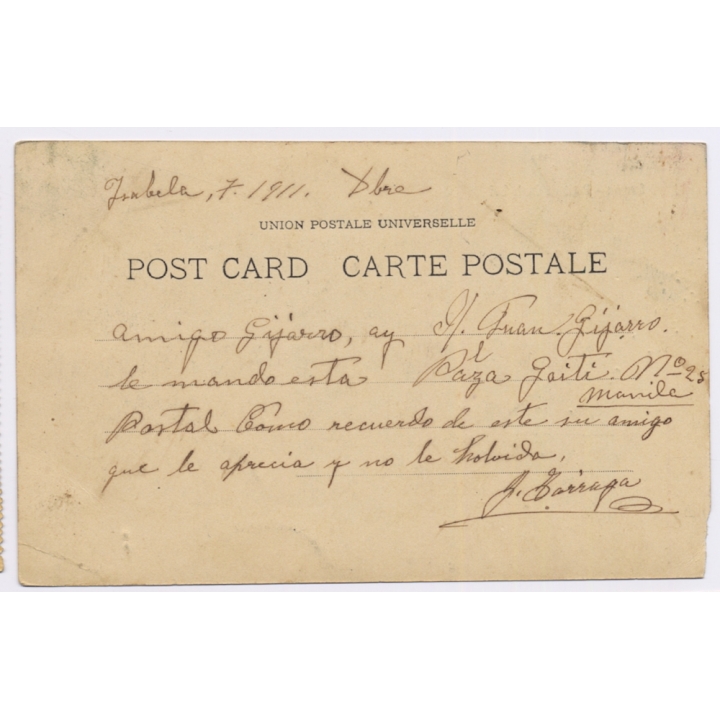 Isabela, 7. 1911. Dbre
UNION POSTALE UNIVERSELLE
POST CARD CARTE POSTALE
amigo Gijarro, ay D. Juan Gijarro.
le mando esta Plaza Goiti. Nº 25
Manila
Postal Como recuerdo de este su amigo
que le aprecia y no le holvida.
J. Tarraga